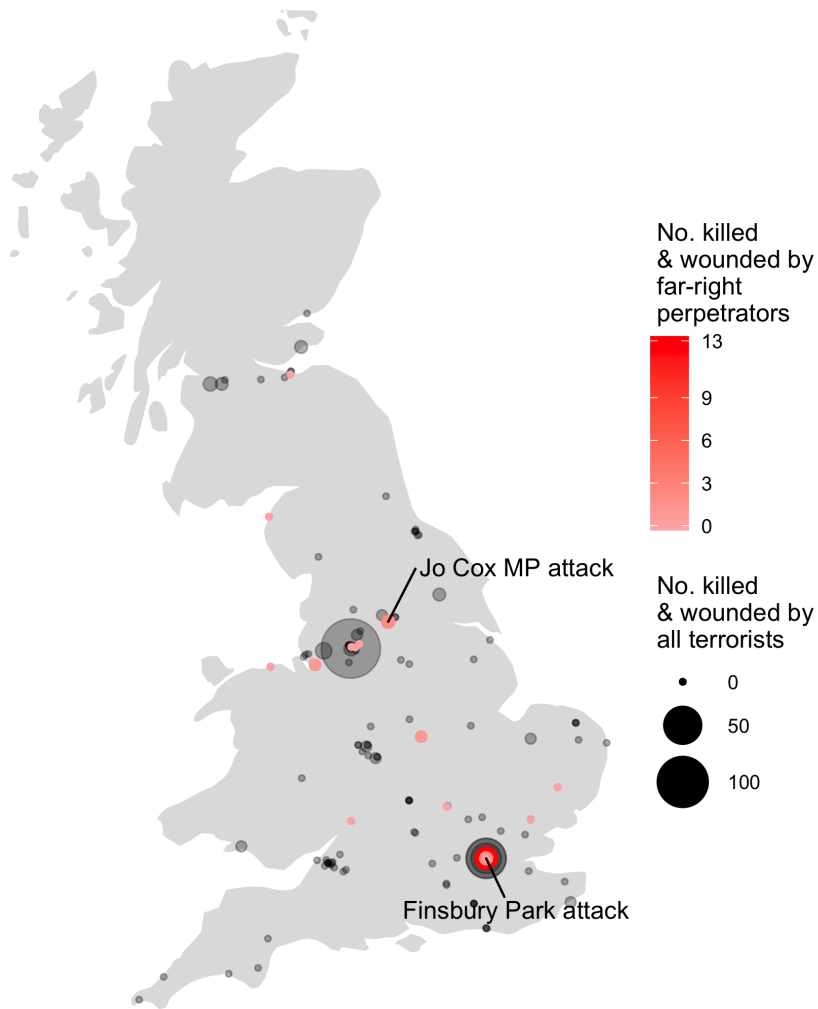 No. killed
& wounded by
far-right
perpetrators
13
9
6
3
0
Jo Cox MP attack
No. killed
& wounded by
all terrorists
0
50
100
Finsbury Park attack